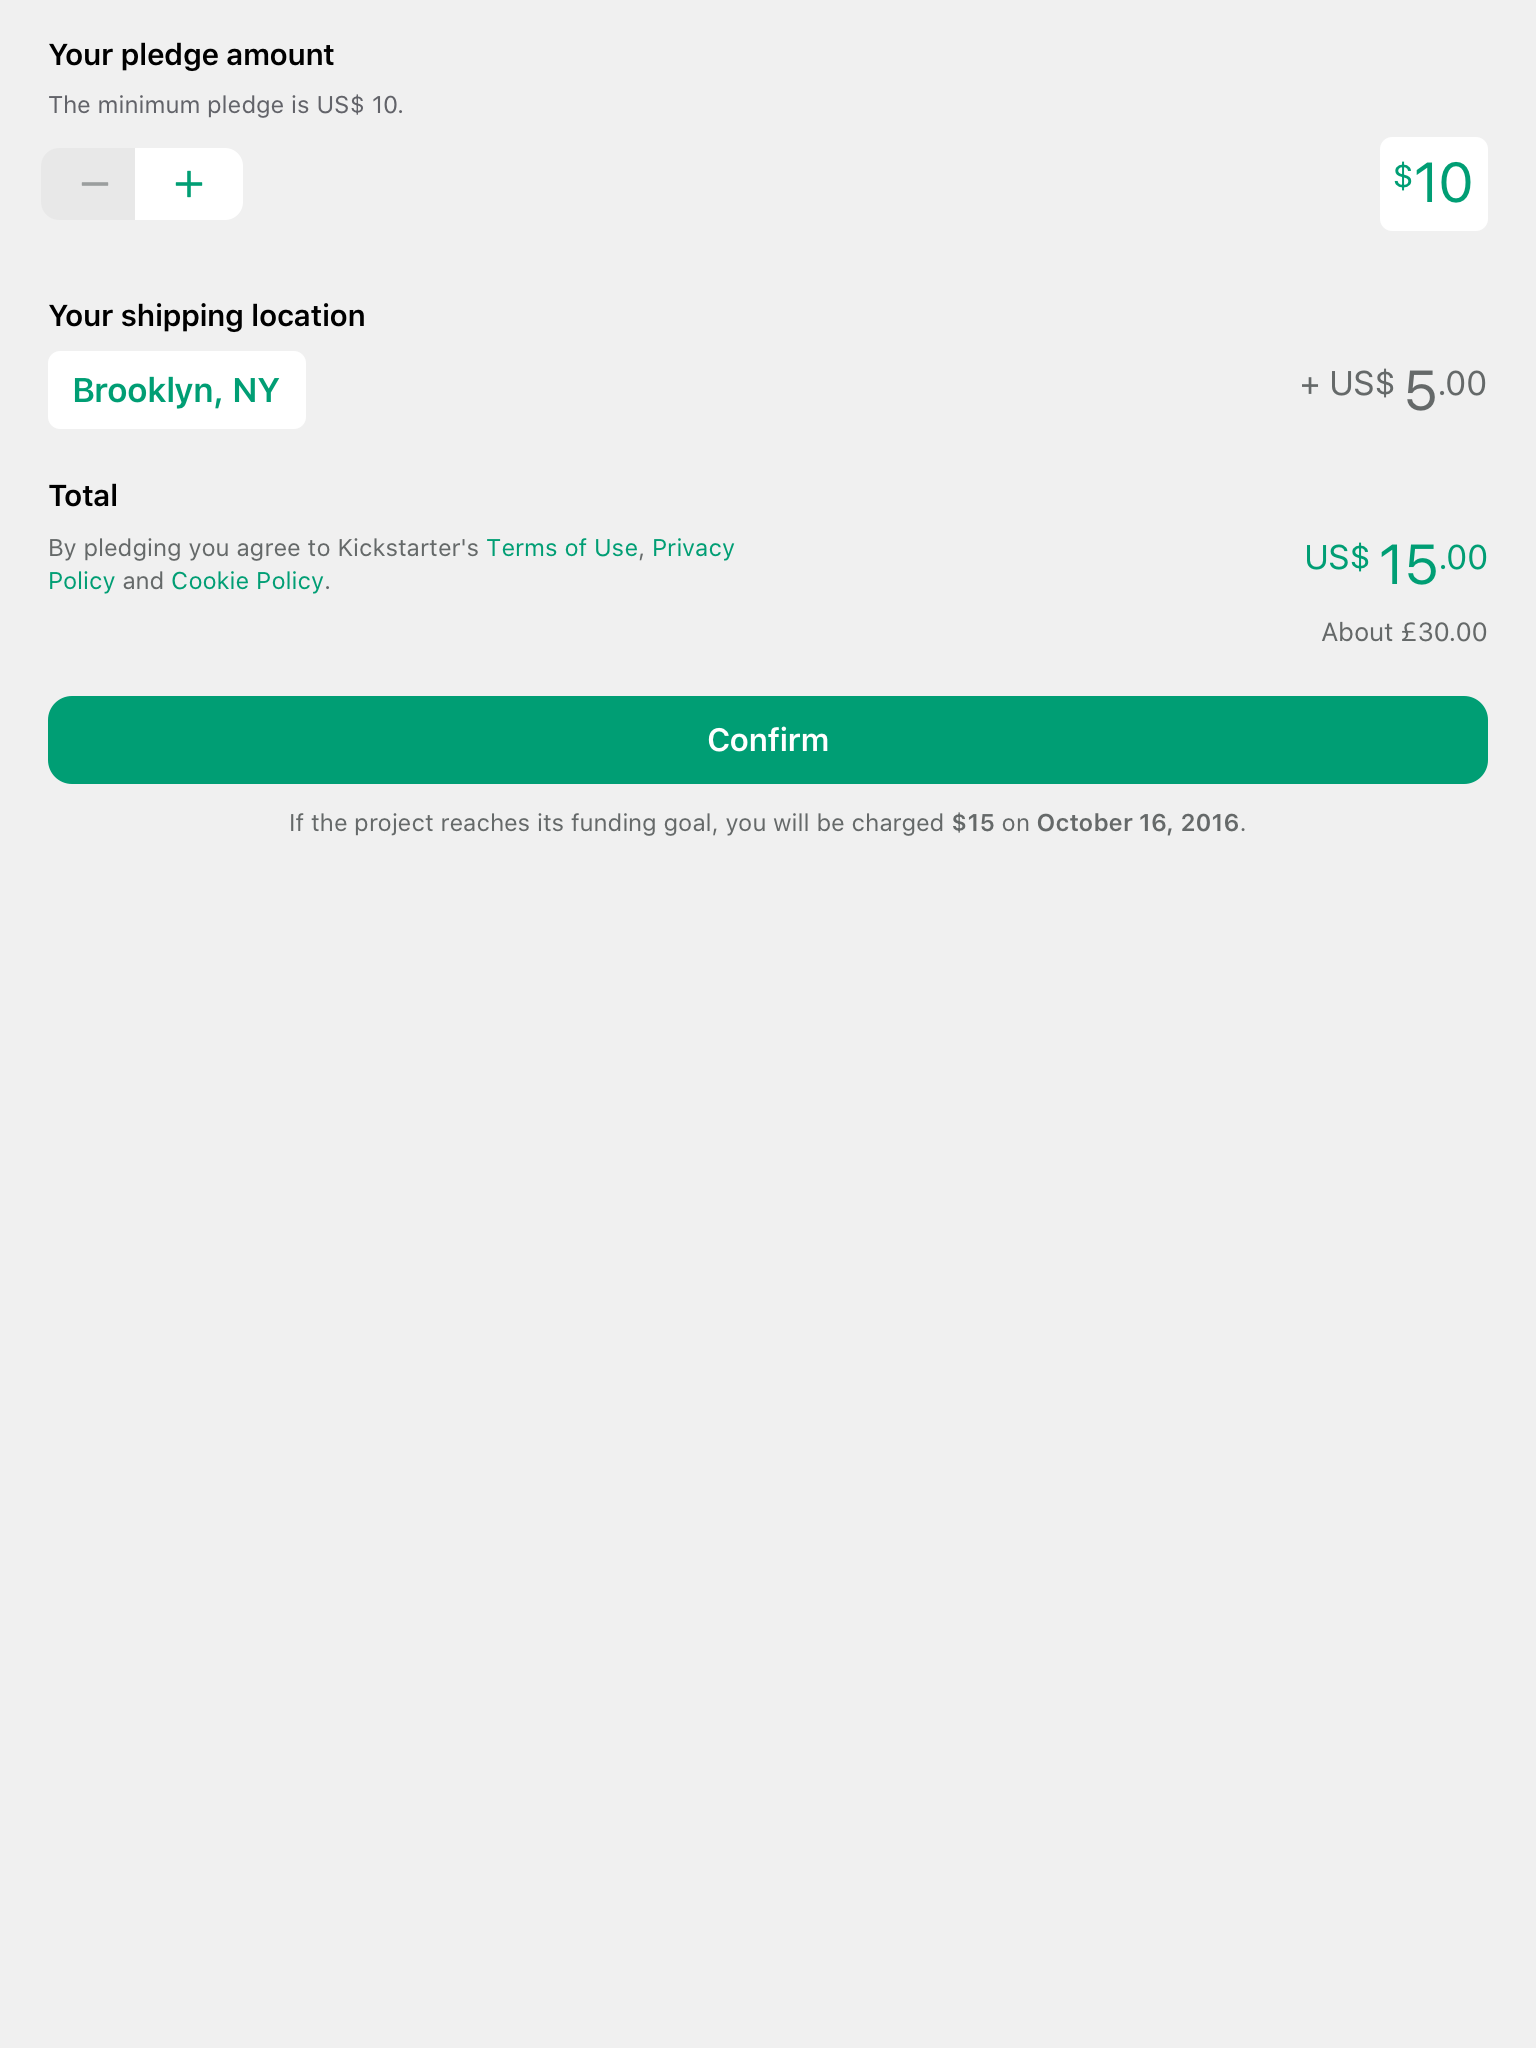 Your pledge amount
The minimum pledge is US$ 10.
− +
$10
Your shipping location
Brooklyn, NY
+ US$ 5.00
Total
By pledging you agree to Kickstarter's Terms of Use, Privacy
Policy and Cookie Policy.
US$ 15.00
About £30.00
Confirm
If the project reaches its funding goal, you will be charged $15 on October 16, 2016.